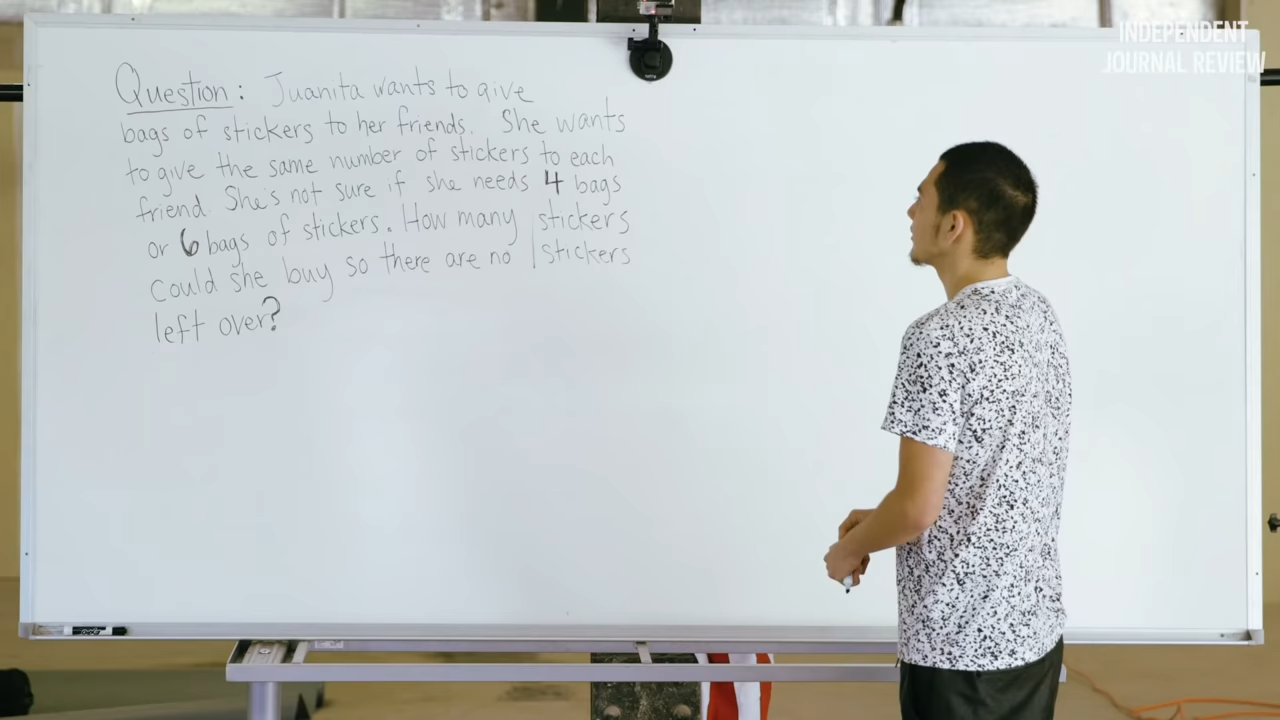 Question: Juanita wants to give
bags of stickers to her friends. She wants
to give the same number of stickers to each
friend. She's not sure if she needs 4 bags
or 6 bags of stickers. How many stickers
could she buy so there are no stickers
left over?
INDEPENDENT
JOURNAL REVIEW